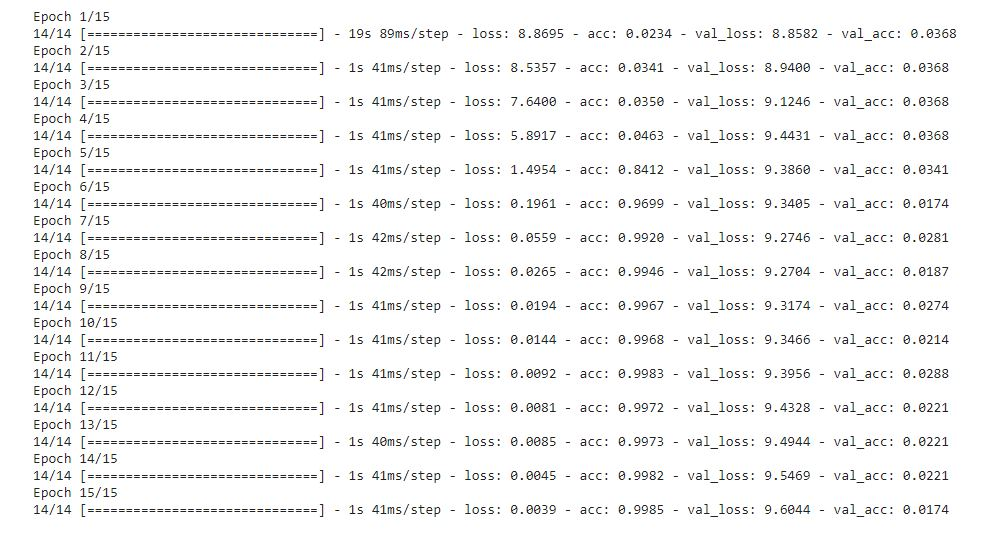 Epoch 1/15
14/14 [==============================] - 19s 89ms/step - loss: 8.8695 - acc: 0.0234 - val_loss: 8.8582 - val_acc: 0.0368
Epoch 2/15
14/14 [==============================] - 1s 41ms/step - loss: 8.5357 - acc: 0.0341 - val_loss: 8.9400 - val_acc: 0.0368
Epoch 3/15
14/14 [==============================] - 1s 41ms/step - loss: 7.6400 - acc: 0.0350 - val_loss: 9.1246 - val_acc: 0.0368
Epoch 4/15
14/14 [==============================] - 1s 41ms/step - loss: 5.8917 - acc: 0.0463 - val_loss: 9.4431 - val_acc: 0.0368
Epoch 5/15
14/14 [==============================] - 1s 41ms/step - loss: 1.4954 - acc: 0.8412 - val_loss: 9.3860 - val_acc: 0.0341
Epoch 6/15
14/14 [==============================] - 1s 40ms/step - loss: 0.1961 - acc: 0.9699 - val_loss: 9.3405 - val_acc: 0.0174
Epoch 7/15
14/14 [==============================] - 1s 42ms/step - loss: 0.0559 - acc: 0.9920 - val_loss: 9.2746 - val_acc: 0.0281
Epoch 8/15
14/14 [==============================] - 1s 42ms/step - loss: 0.0265 - acc: 0.9946 - val_loss: 9.2704 - val_acc: 0.0187
Epoch 9/15
14/14 [==============================] - 1s 41ms/step - loss: 0.0194 - acc: 0.9967 - val_loss: 9.3174 - val_acc: 0.0274
Epoch 10/15
14/14 [==============================] - 1s 41ms/step - loss: 0.0144 - acc: 0.9968 - val_loss: 9.3466 - val_acc: 0.0214
Epoch 11/15
14/14 [==============================] - 1s 41ms/step - loss: 0.0092 - acc: 0.9983 - val_loss: 9.3956 - val_acc: 0.0288
Epoch 12/15
14/14 [==============================] - 1s 41ms/step - loss: 0.0081 - acc: 0.9972 - val_loss: 9.4328 - val_acc: 0.0221
Epoch 13/15
14/14 [==============================] - 1s 40ms/step - loss: 0.0085 - acc: 0.9973 - val_loss: 9.4944 - val_acc: 0.0221
Epoch 14/15
14/14 [==============================] - 1s 41ms/step - loss: 0.0045 - acc: 0.9982 - val_loss: 9.5469 - val_acc: 0.0221
Epoch 15/15
14/14 [==============================] - 1s 41ms/step - loss: 0.0039 - acc: 0.9985 - val_loss: 9.6044 - val_acc: 0.0174